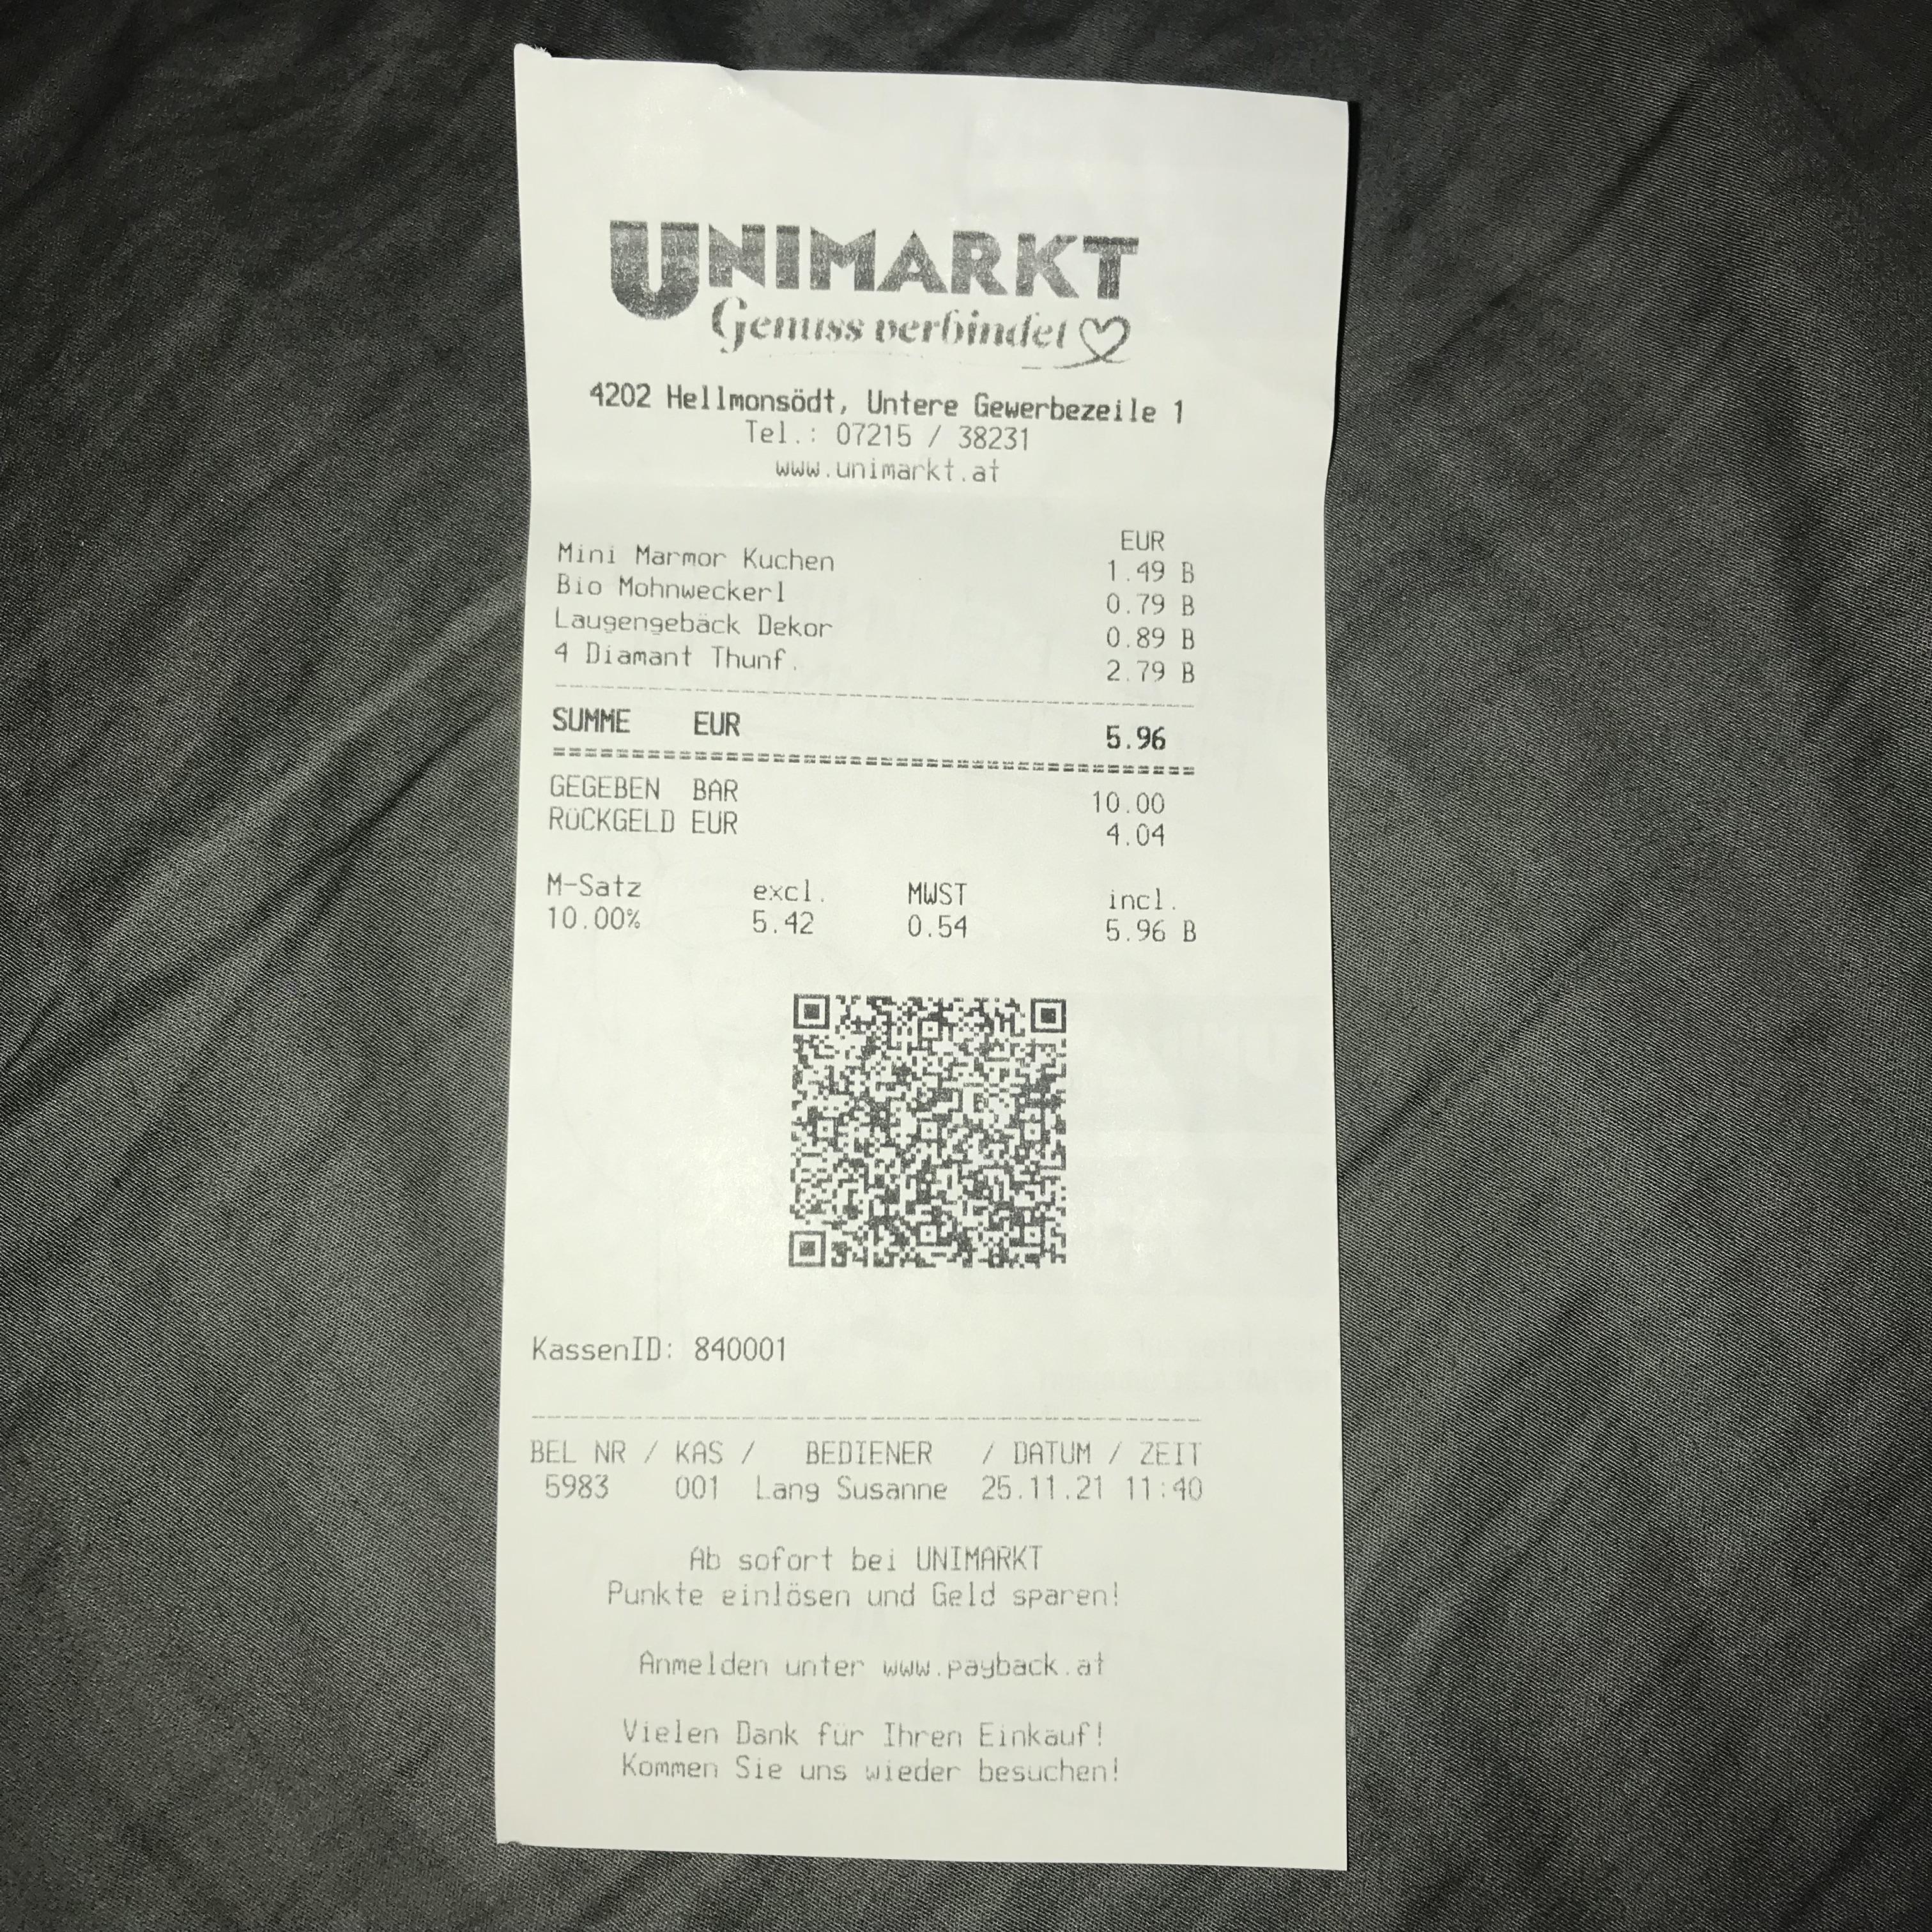 UNIMARKT
Genuss verbindet
4202 Hellmonsödt, Untere Gewerbezeile 1
Tel.: 07215 / 38231
www.unimarkt.at
EUR
Mini Marmor Kuchen 1.49 B
Bio Mohnweckerl 0.79 B
Laugengebäck Dekor 0.89 B
4 Diamant Thunf. 2.79 B
SUMME EUR 5.96
GEGEBEN BAR 10.00
RÜCKGELD EUR 4.04
M-Satz excl. MWST incl.
10.00% 5.42 0.54 5.96 B
KassenID: 840001
BEL NR / KAS / BEDIENER / DATUM / ZEIT
5983 001 Lang Susanne 25.11.21 11:40
Ab sofort bei UNIMARKT
Punkte einlösen und Geld sparen!
Anmelden unter www.payback.at
Vielen Dank für Ihren Einkauf!
Kommen Sie uns wieder besuchen!